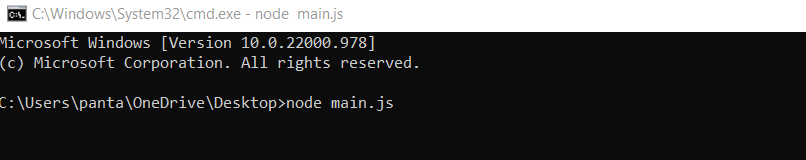 C:\Windows\System32\cmd.exe - node  main.js
Microsoft Windows [Version 10.0.22000.978]
(c) Microsoft Corporation. All rights reserved.
C:\Users\panta\OneDrive\Desktop>node main.js